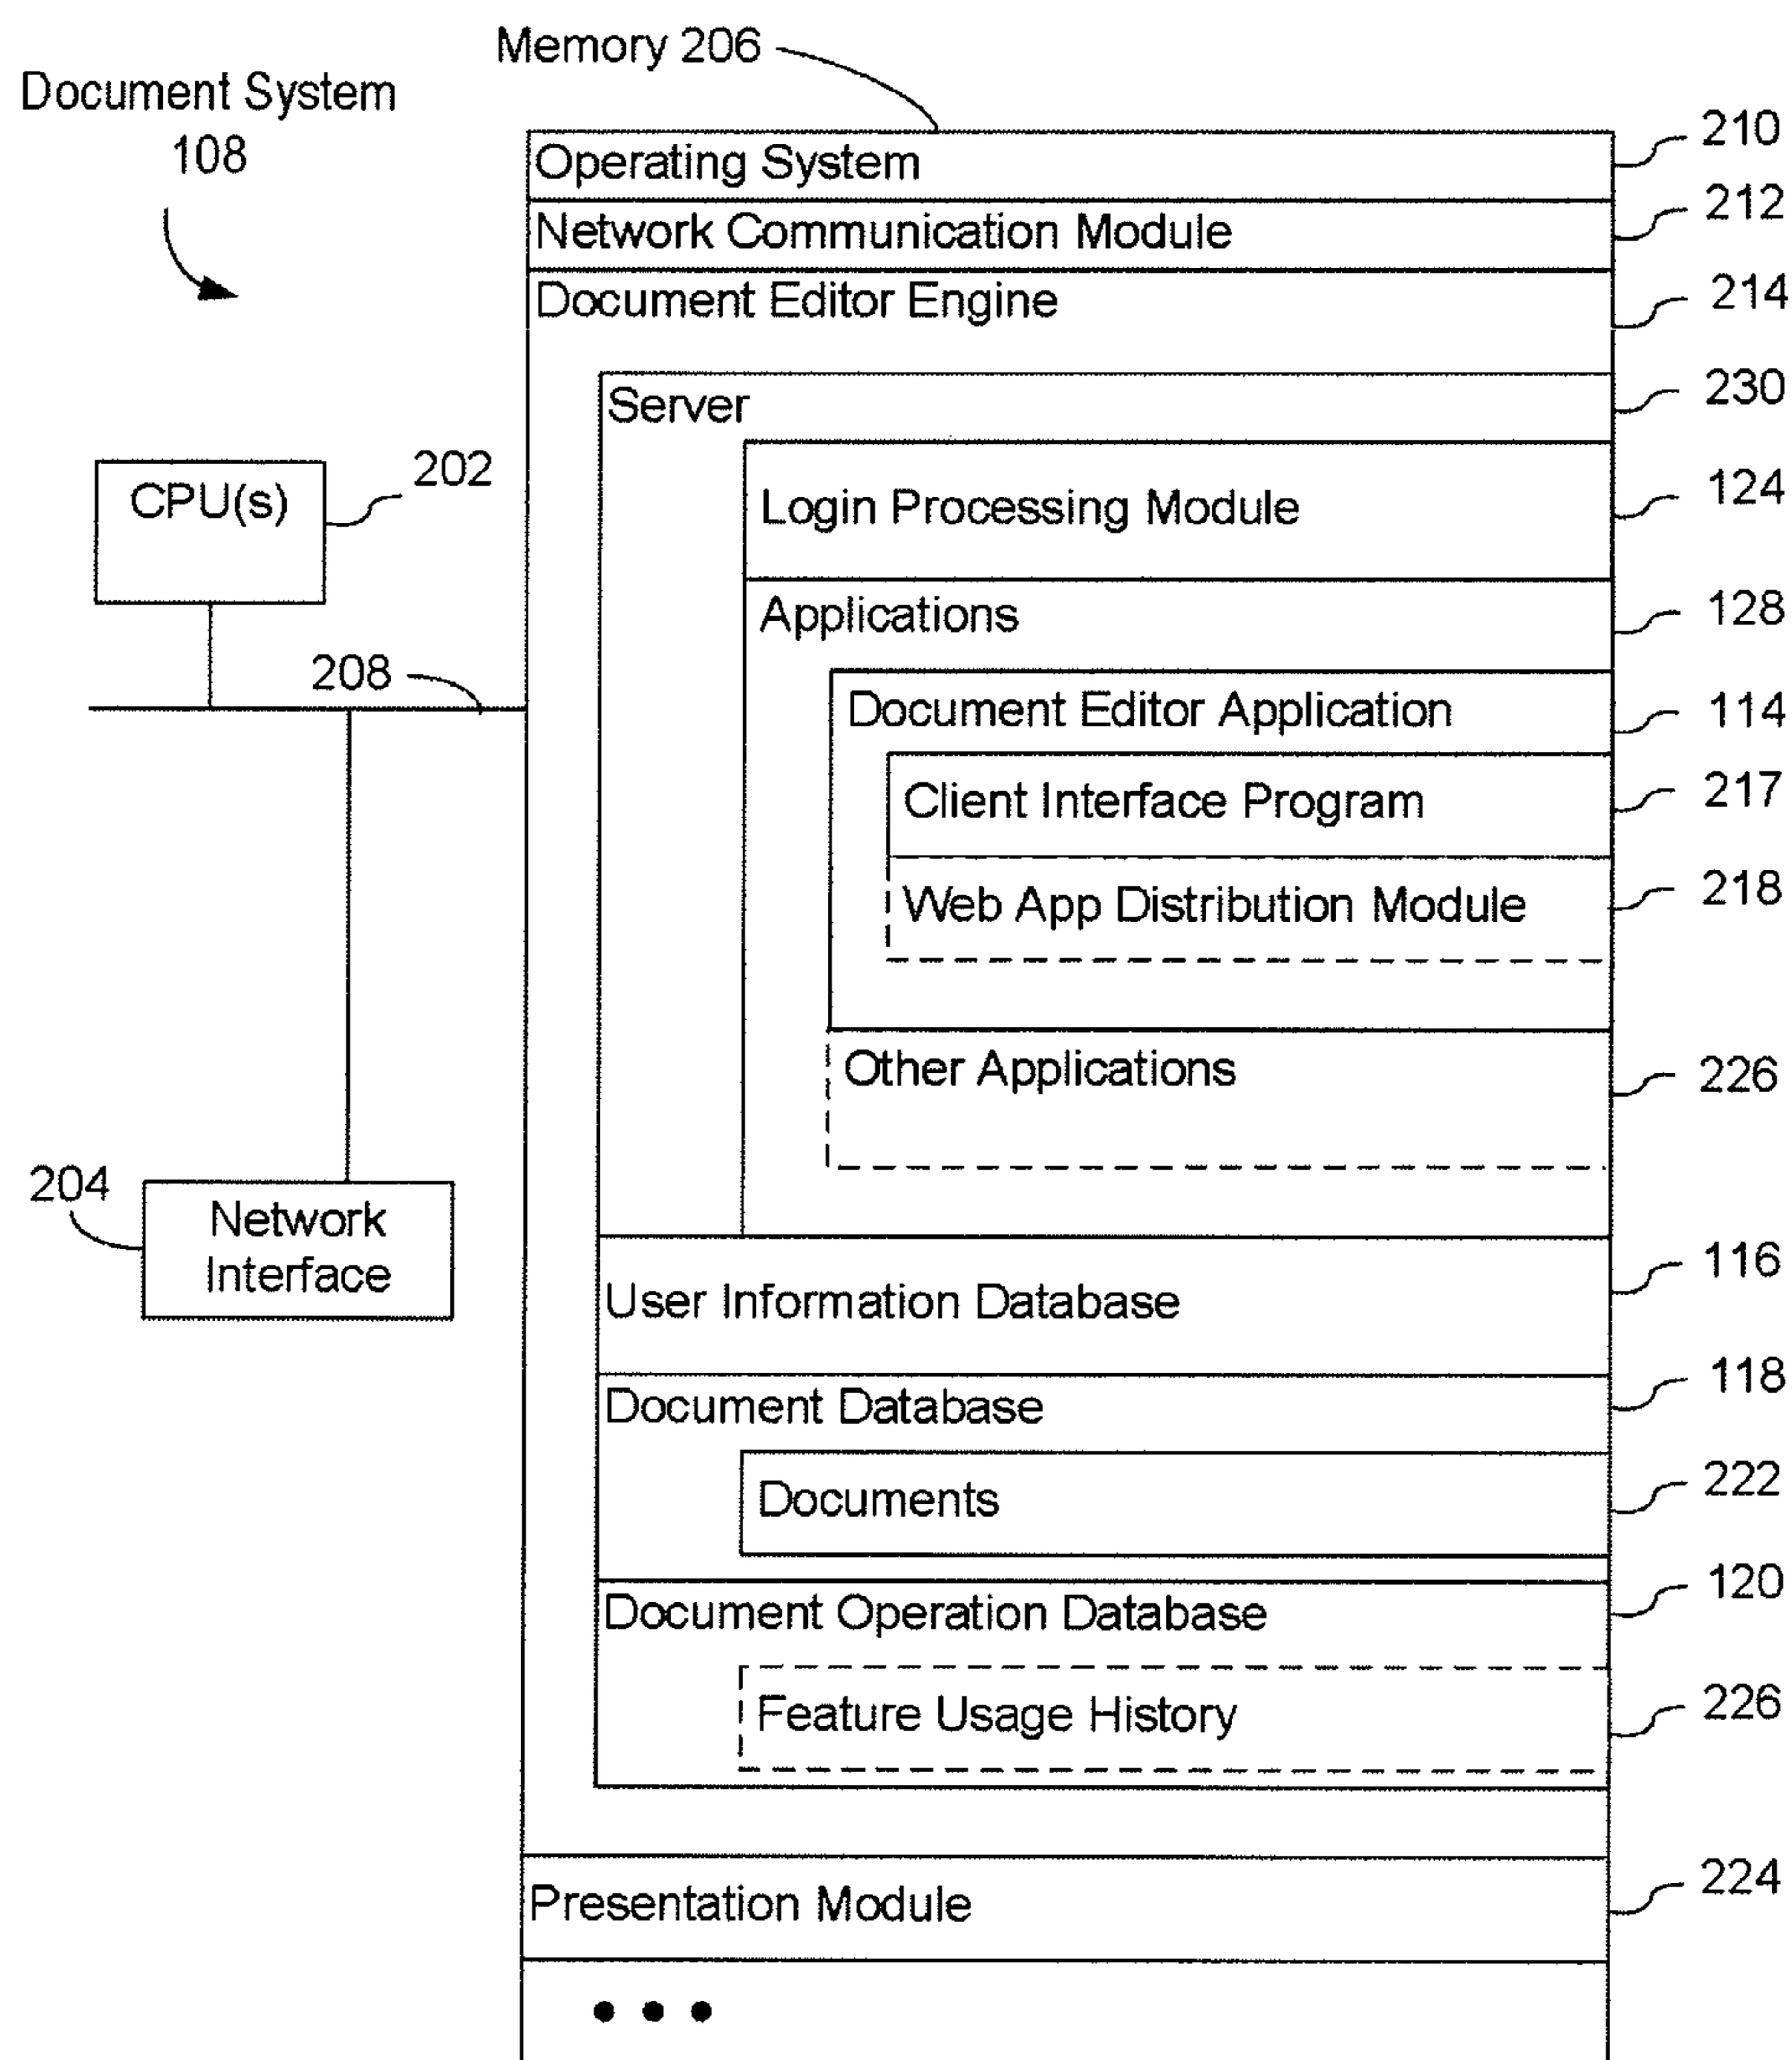 Memory 206
Document System
108
Operating System
210
Network Communication Module
212
Document Editor Engine
214
Server
230
CPU(s)
202
Login Processing Module
124
Applications
128
208
Document Editor Application
114
Client Interface Program
217
Web App Distribution Module
218
Other Applications
226
204
Network
Interface
User Information Database
116
Document Database
118
Documents
222
Document Operation Database
120
Feature Usage History
226
Presentation Module
224
• • •